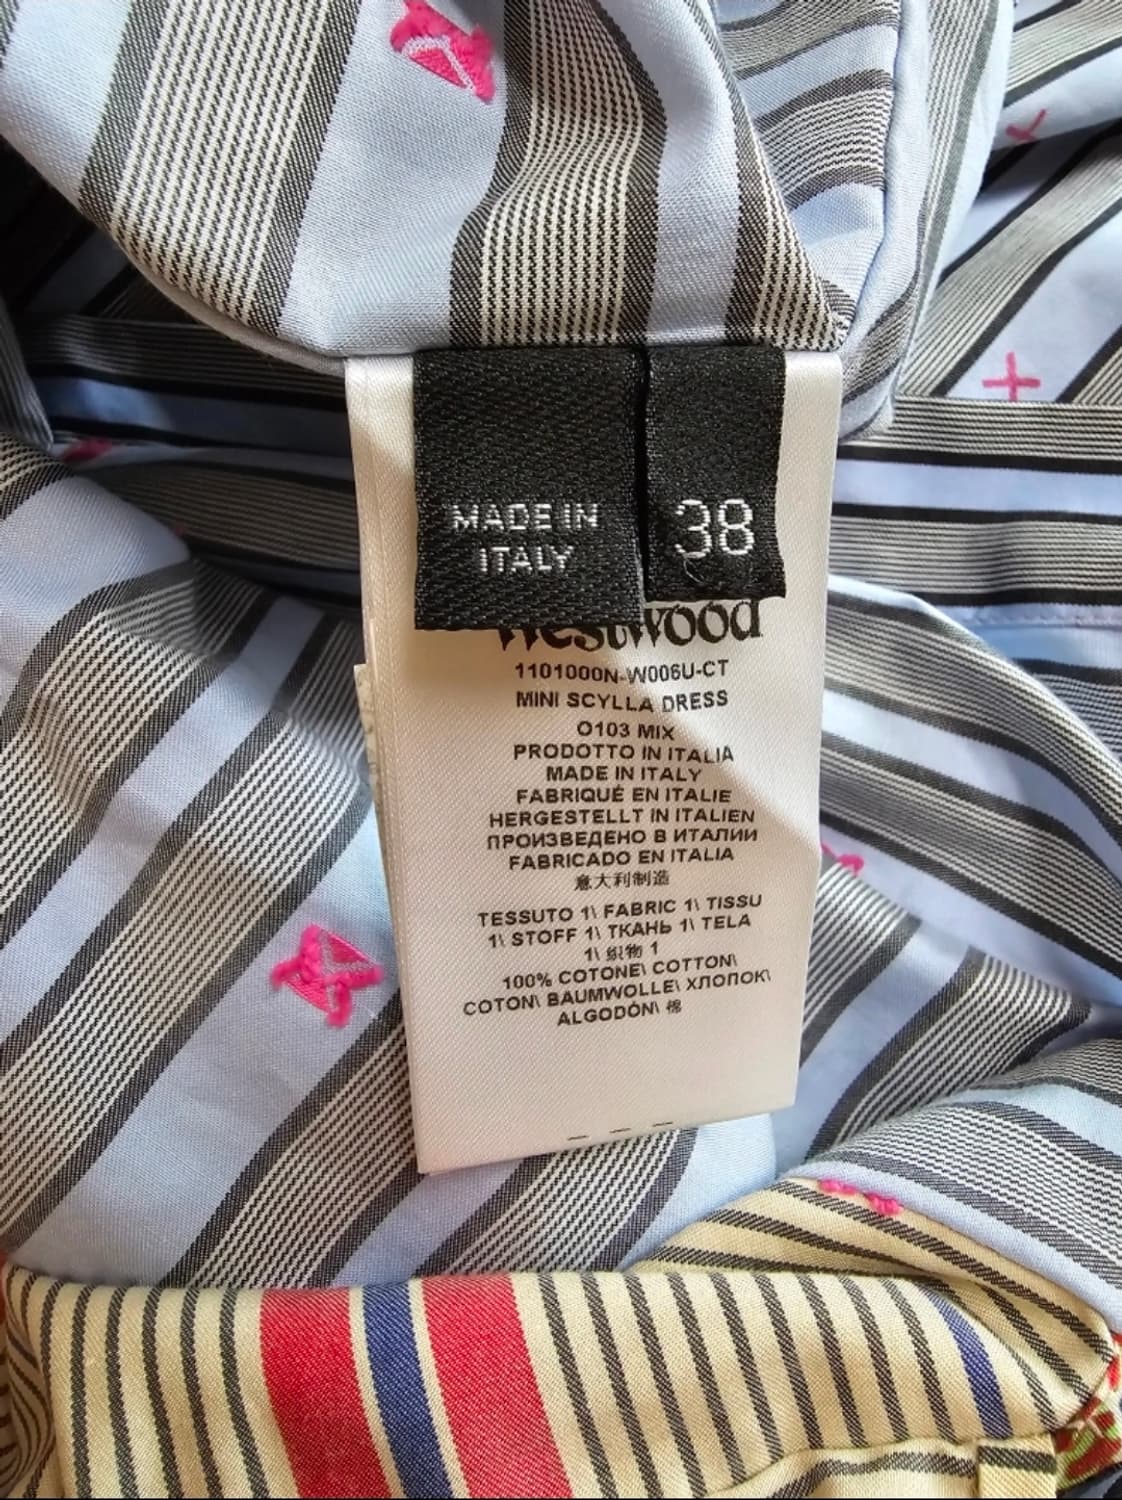 MADE IN
ITALY
38
Westwood
1101000N-W006U-CT
MINI SCYLLA DRESS
O103 MIX
PRODOTTO IN ITALIA
MADE IN ITALY
FABRIQUÉ EN ITALIE
HERGESTELLT IN ITALIEN
ПРОИЗВЕДЕНО В ИТАЛИИ
FABRICADO EN ITALIA
意大利制造
TESSUTO 1\ FABRIC 1\ TISSU
1\ STOFF 1\ ТКАНЬ 1\ TELA
1\ 织物 1
100% COTONE\ COTTON\
COTON\ BAUMWOLLE\ ХЛОПОК\
ALGODÓN\ 棉